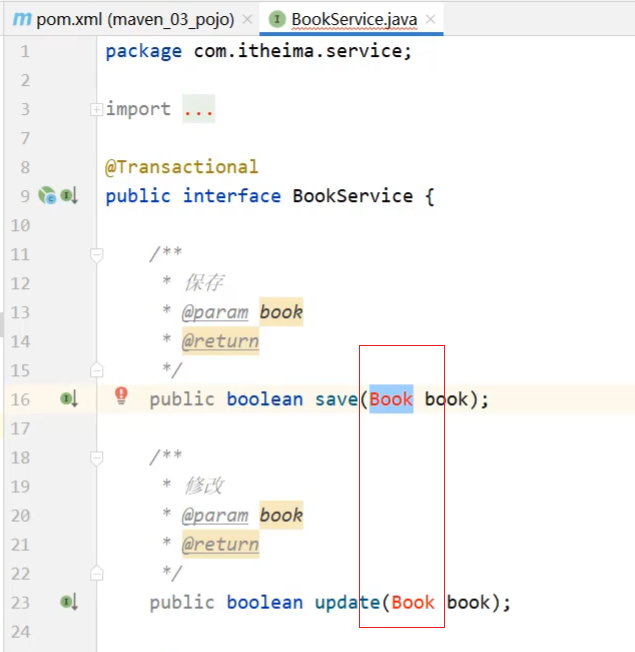 pom.xml (maven_03_pojo) × BookService.java ×
1 package com.itheima.service;
2
3 import ...
7
8 @Transactional
9 public interface BookService {
10
11 /**
12 * 保存
13 * @param book
14 * @return
15 */
16 public boolean save(Book book);
17
18 /**
19 * 修改
20 * @param book
21 * @return
22 */
23 public boolean update(Book book);
24